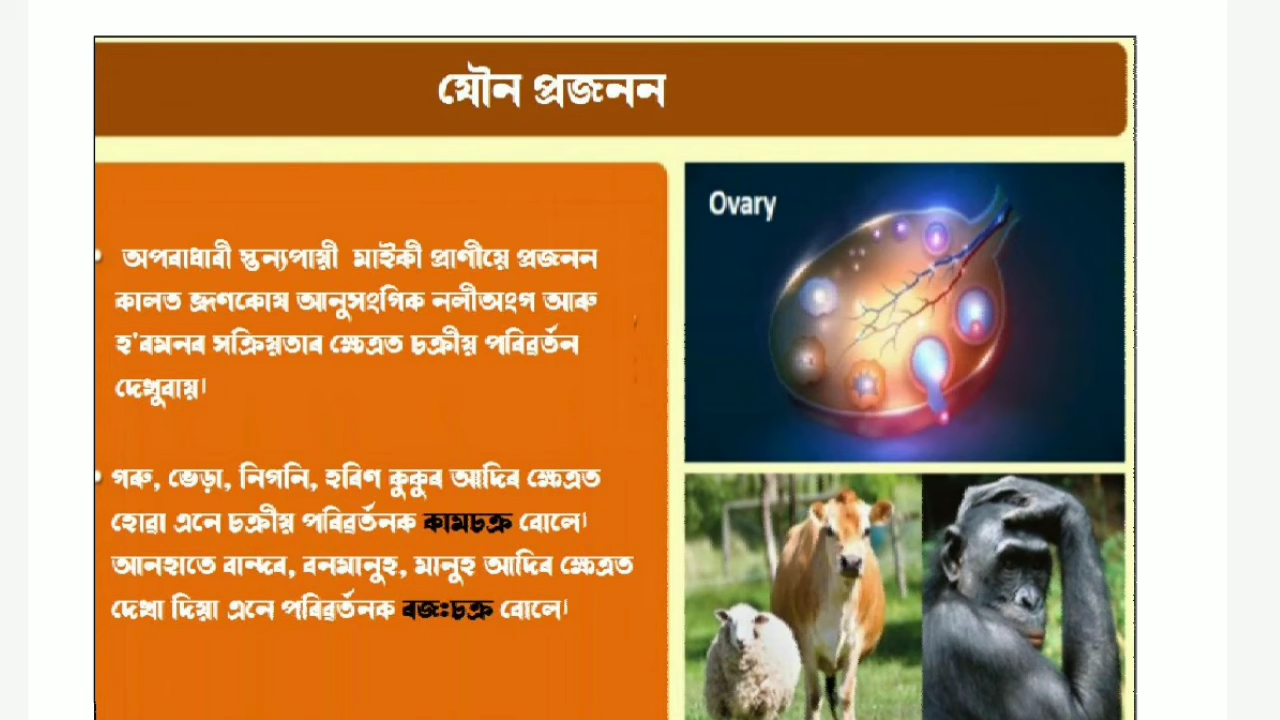 যৌন প্ৰজনন
Ovary
• অপৰাধাৰী স্তন্যপায়ী মাইকী প্ৰাণীয়ে প্ৰজনন
কালত ভ্ৰূণকোষ আনুসংগিক নলীঅংগ আৰু
হ'ৰমনৰ সক্ৰিয়তাৰ ক্ষেত্ৰত চক্ৰীয় পৰিৱৰ্তন
দেখুৱায়।
• গৰু, ভেড়া, নিগনি, হৰিণ কুকুৰ আদিৰ ক্ষেত্ৰত
হোৱা এনে চক্ৰীয় পৰিৱৰ্তনক কামচক্ৰ বোলে।
আনহাতে বান্দৰ, বনমানুহ, মানুহ আদিৰ ক্ষেত্ৰত
দেখা দিয়া এনে পৰিৱৰ্তনক ৰজঃচক্ৰ বোলে।